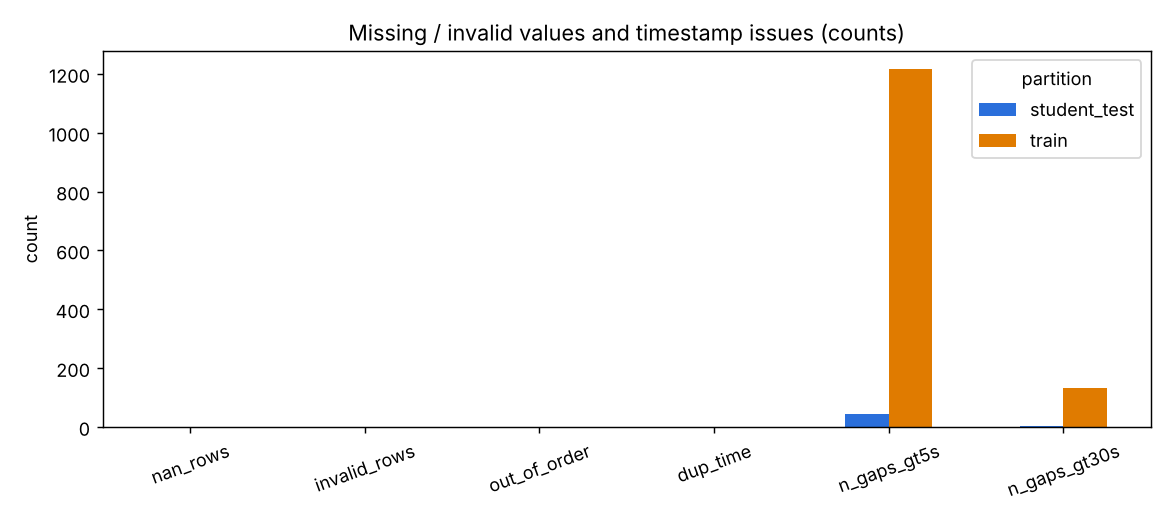 Missing / invalid values and timestamp issues (counts)
partition
student_test
train
count
1200
1000
800
600
400
200
0
nan_rows
invalid_rows
out_of_order
dup_time
n_gaps_gt5s
n_gaps_gt30s